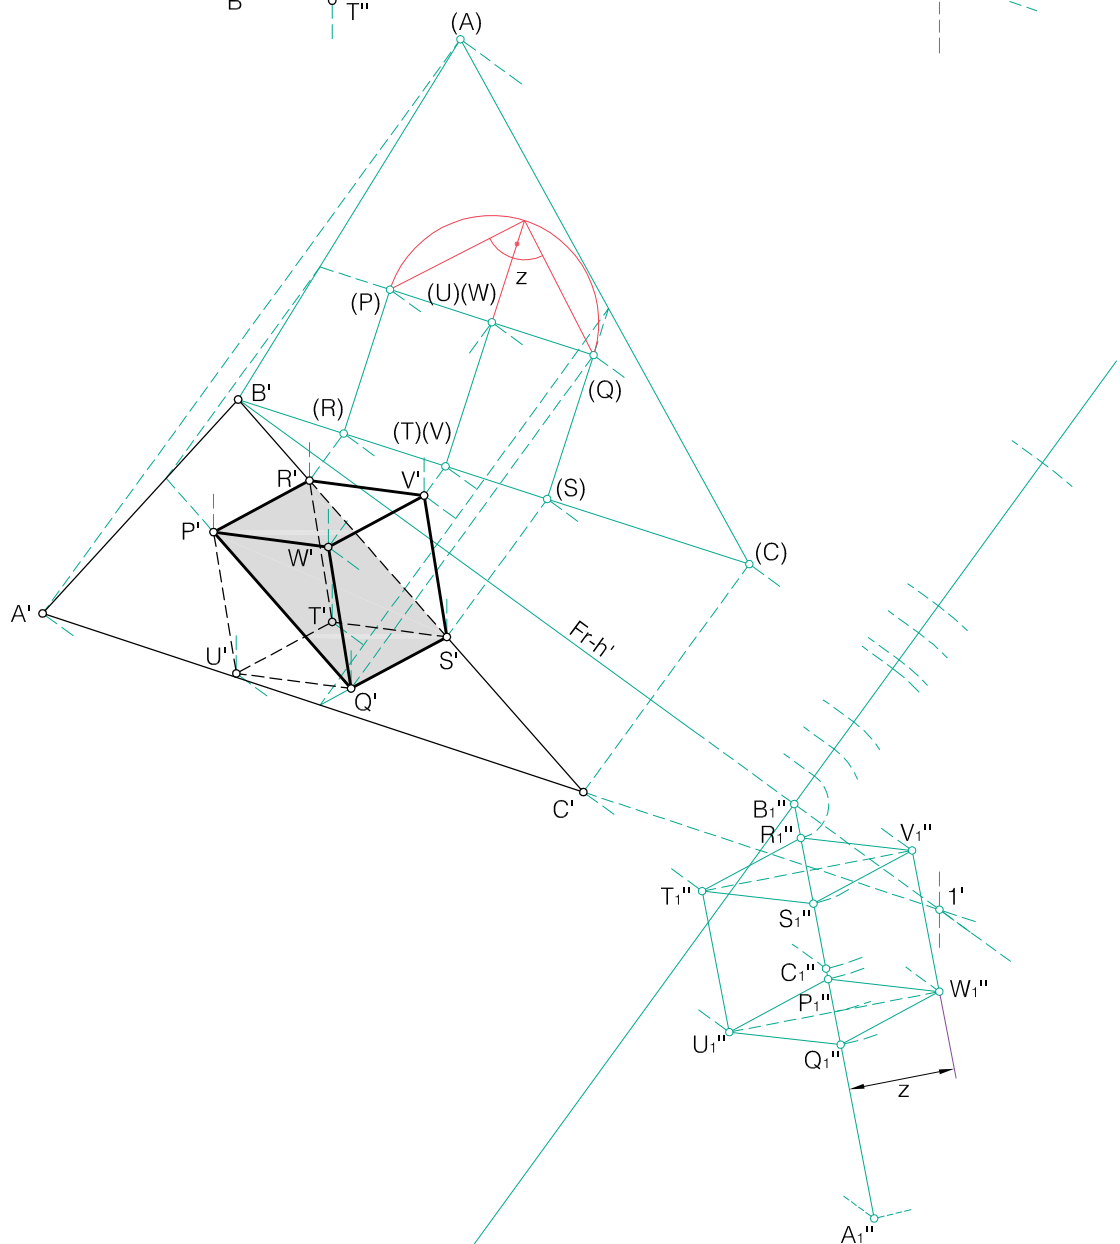 B
T"
(A)
(P)
(U)(W)
z
(Q)
B'
(R)
(T)(V)
R'
V'
(S)
P'
W'
(C)
A'
T'
Fr-h'
U'
S'
Q'
C'
B₁"
R₁"
V₁"
T₁"
1'
S₁"
C₁"
P₁"
W₁"
U₁"
Q₁"
z
A₁"